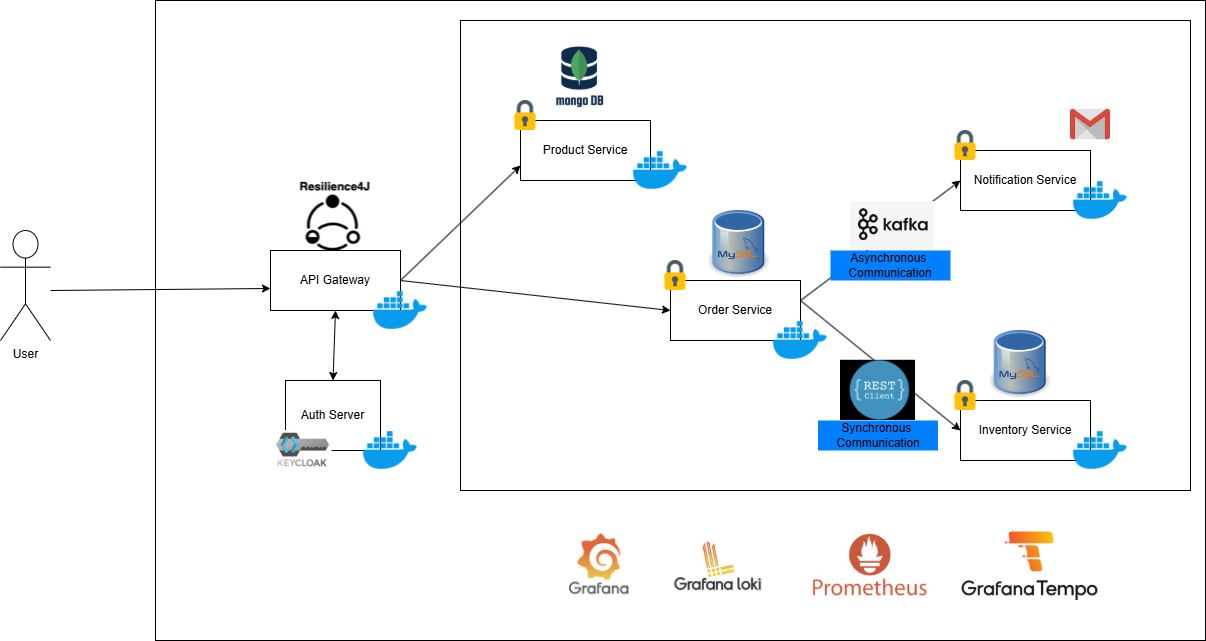 mongo DB
Product Service
Notification Service
Resilience4J
API Gateway
User
kafka
Asynchronous
Communication
MySQL
Order Service
Auth Server
KEYCLOAK
{REST}
Client
Synchronous
Communication
MySQL
Inventory Service
Grafana
Grafana loki
Prometheus
Grafana Tempo